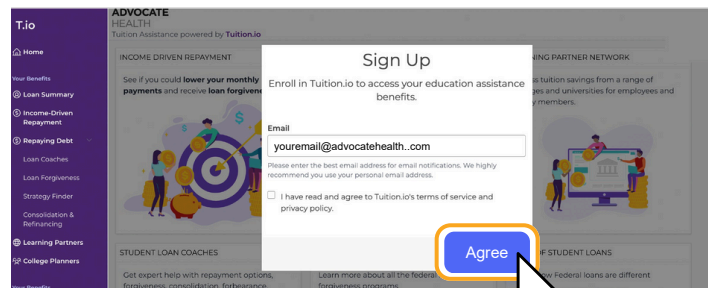 T.io
Home
Your Benefits
Loan Summary
Income-Driven
Repayment
Repaying Debt
Loan Coaches
Loan Forgiveness
Strategy Finder
Consolidation &
Refinancing
Learning Partners
College Planners
Your Benefits
ADVOCATE
HEALTH
Tuition Assistance powered by Tuition.io
INCOME DRIVEN REPAYMENT
See if you could lower your monthly
payments and receive loan forgivene
NING PARTNER NETWORK
ss tuition savings from a range of
ges and universities for employees and
y members.
Sign Up
Enroll in Tuition.io to access your education assistance
benefits.
Email
youremail@advocatehealth..com
Please enter the best email address for email notifications. We highly
recommend you use your personal email address.
I have read and agree to Tuition.io's terms of service and
privacy policy.
Agree
STUDENT LOAN COACHES
Get expert help with repayment options,
forgiveness, consolidation, forbearance
Learn more about all the federal
forgiveness programs
OF STUDENT LOANS
ow Federal loans are different